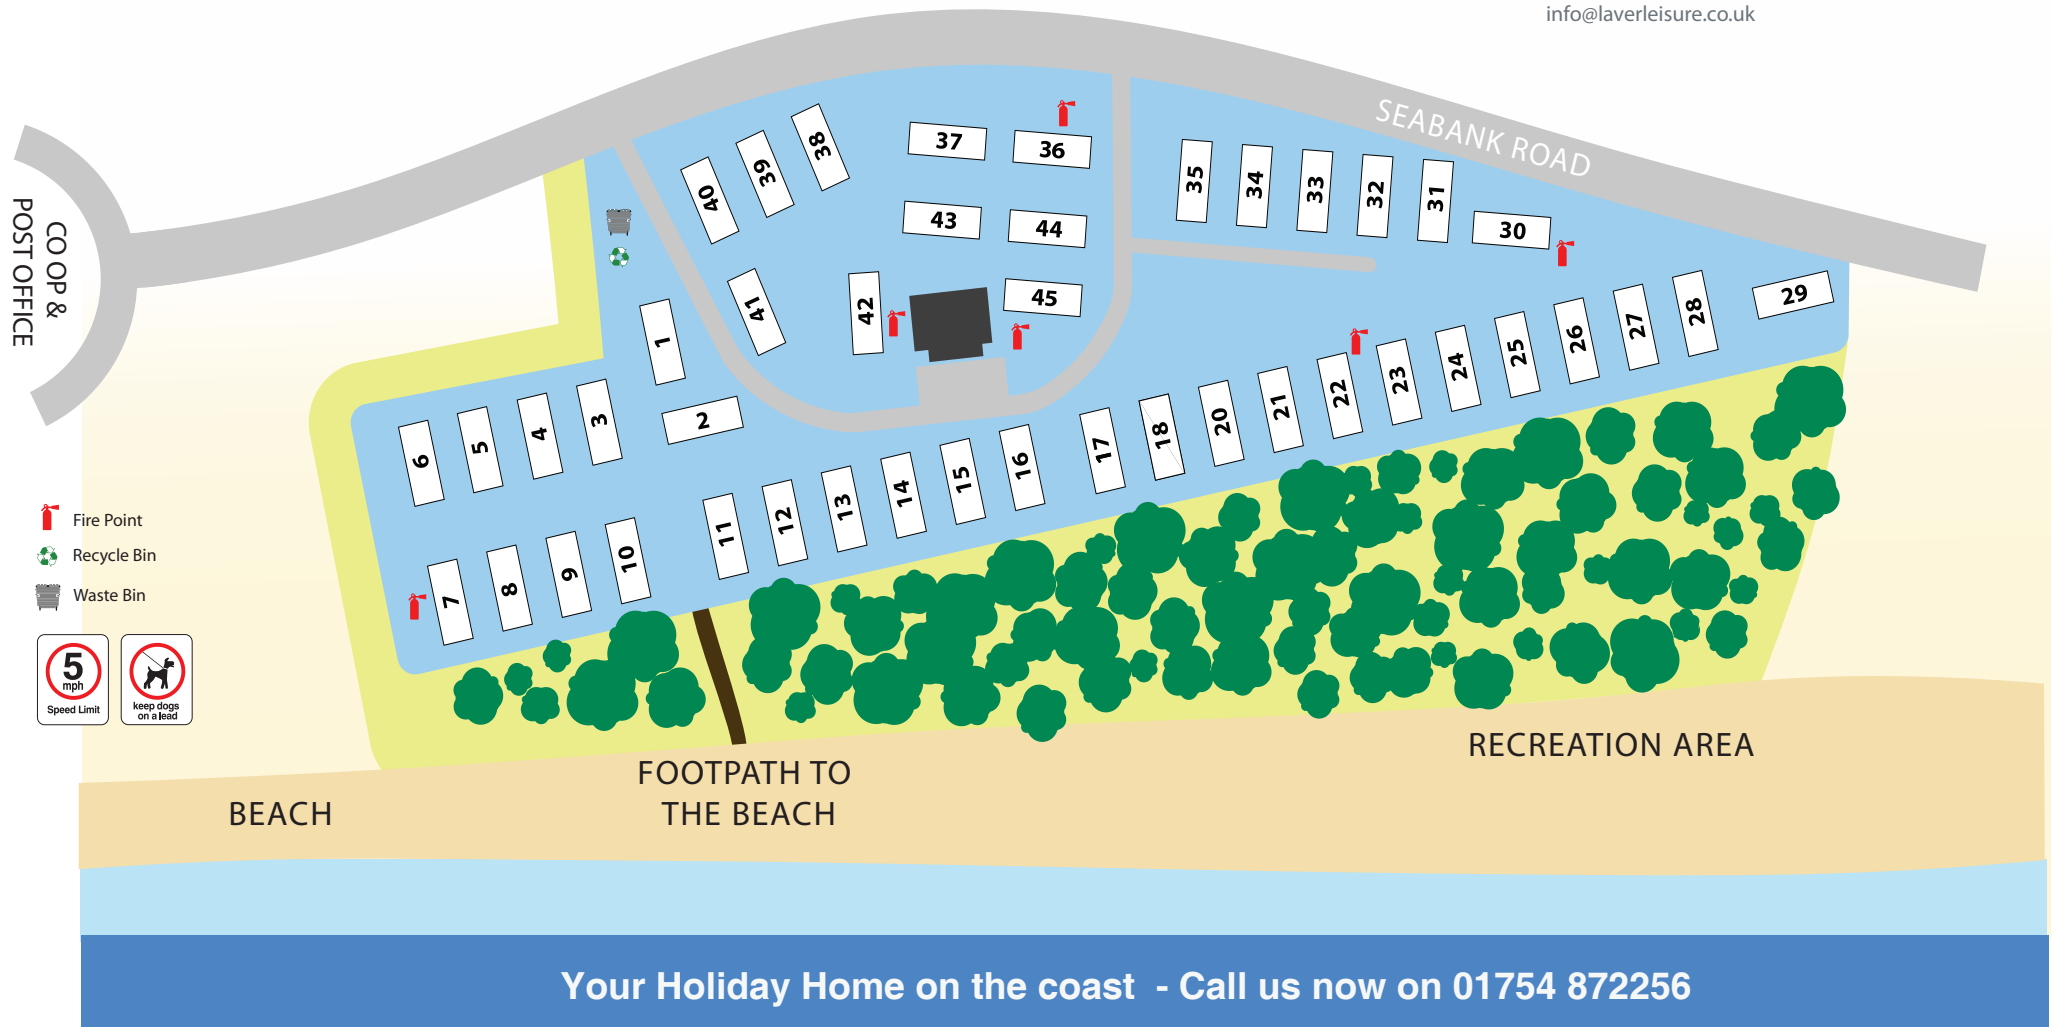 info@laverleisure.co.uk
SEABANK ROAD
CO OP &
POST OFFICE
38
39
40
37
36
43
44
45
42
41
35
34
33
32
31
30
29
28
27
26
25
24
23
22
21
20
18
17
16
15
14
13
12
11
10
9
8
7
6
5
4
3
2
1
Fire Point
Recycle Bin
Waste Bin
5
mph
Speed Limit
keep dogs
on a lead
RECREATION AREA
FOOTPATH TO
THE BEACH
BEACH
Your Holiday Home on the coast - Call us now on 01754 872256